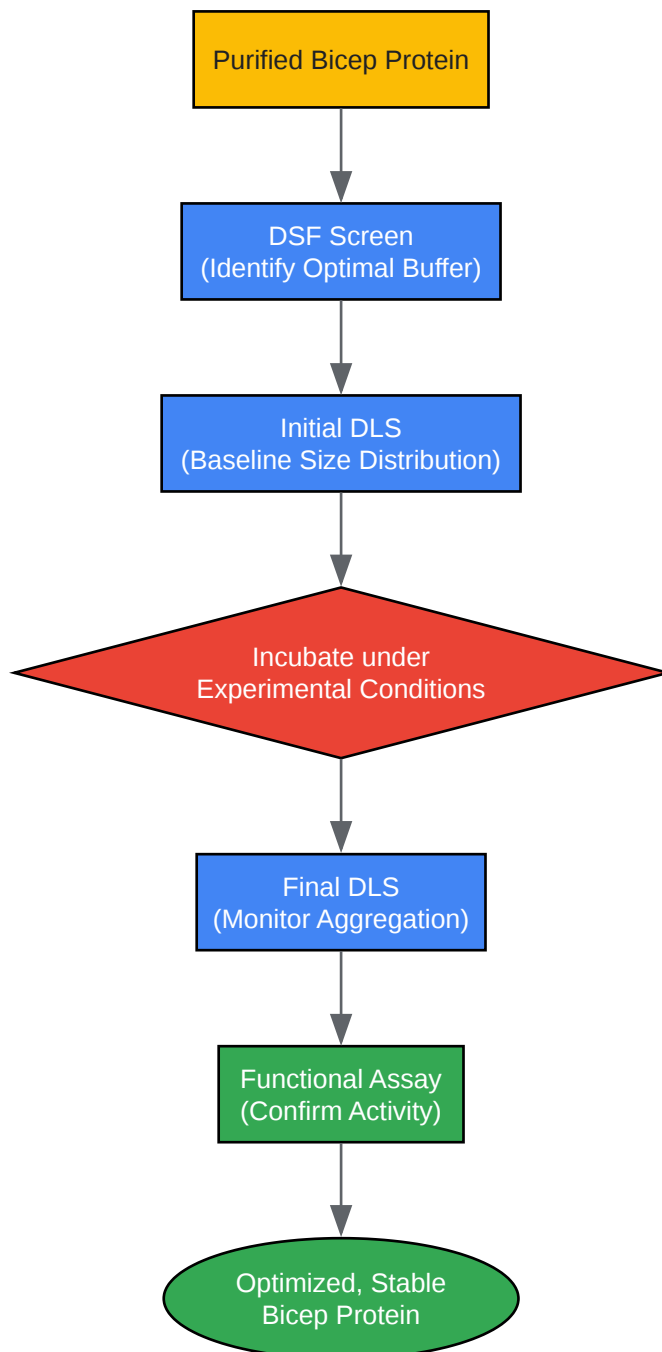 Purified Bicep Protein
DSF Screen
(Identify Optimal Buffer)
Initial DLS
(Baseline Size Distribution)
Incubate under
Experimental Conditions
Final DLS
(Monitor Aggregation)
Functional Assay
(Confirm Activity)
Optimized, Stable
Bicep Protein